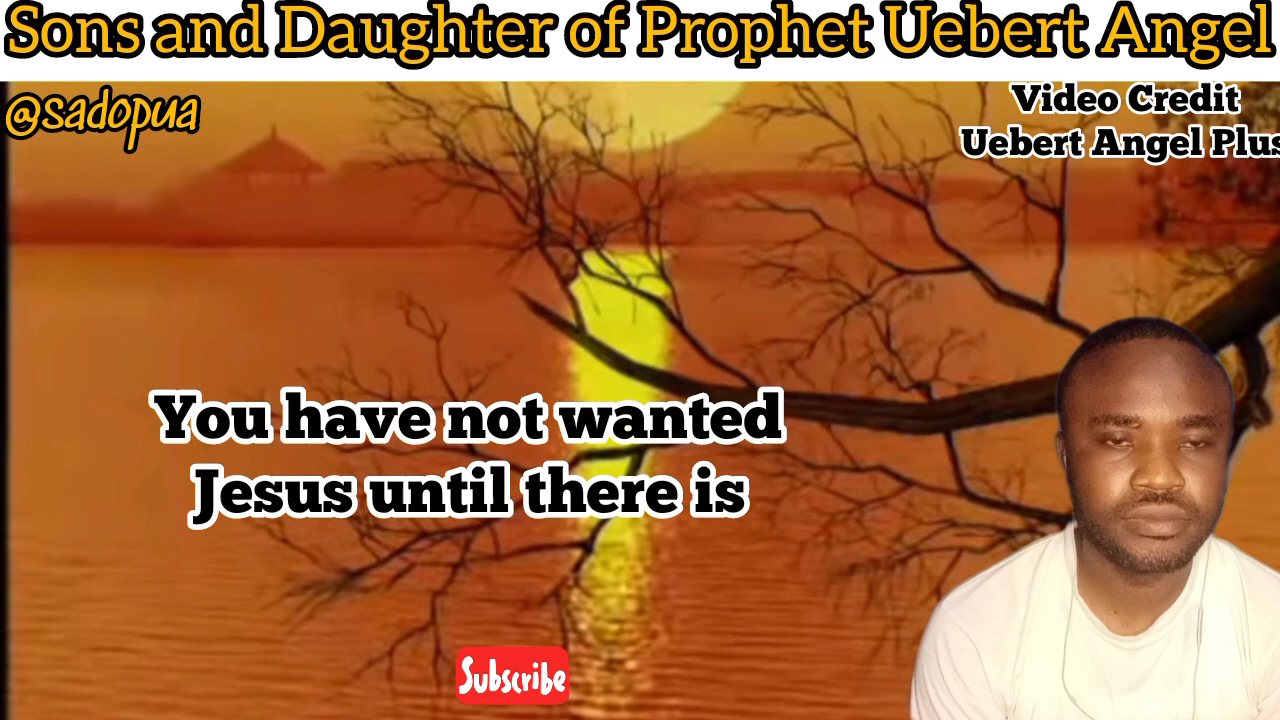 Sons and Daughter of Prophet Uebert Angel
@sadopua
Video Credit
Uebert Angel Plus
You have not wanted
Jesus until there is
Subscribe